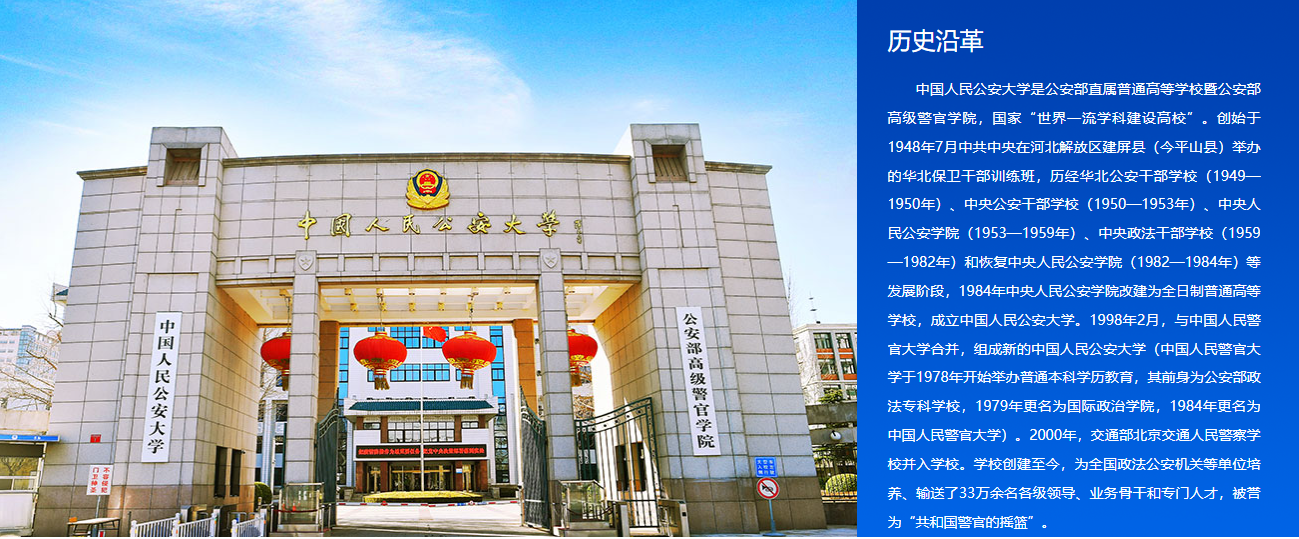 中国人民公安大学
中国人民公安大学
公安部高级警官学院
门卫神圣
不容侵犯
历史沿革
中国人民公安大学是公安部直属普通高等学校暨公安部
高级警官学院，国家“世界一流学科建设高校”。创始于
1948年7月中共中央在河北解放区建屏县（今平山县）举办
的华北保卫干部训练班，历经华北公安干部学校（1949—
1950年）、中央公安干部学校（1950—1953年）、中央人
民公安学院（1953—1959年）、中央政法干部学校（1959
—1982年）和恢复中央人民公安学院（1982—1984年）等
发展阶段，1984年中央人民公安学院改建为全日制普通高等
学校，成立中国人民公安大学。1998年2月，与中国人民警
官大学合并，组成新的中国人民公安大学（中国人民警官大
学于1978年开始举办普通本科学历教育，其前身为公安部政
法专科学校，1979年更名为国际政治学院，1984年更名为
中国人民警官大学）。2000年，交通部北京交通人民警察学
校并入学校。学校创建至今，为全国政法公安机关等单位培
养、输送了33万余名各级领导、业务骨干和专门人才，被誉
为“共和国警官的摇篮”。